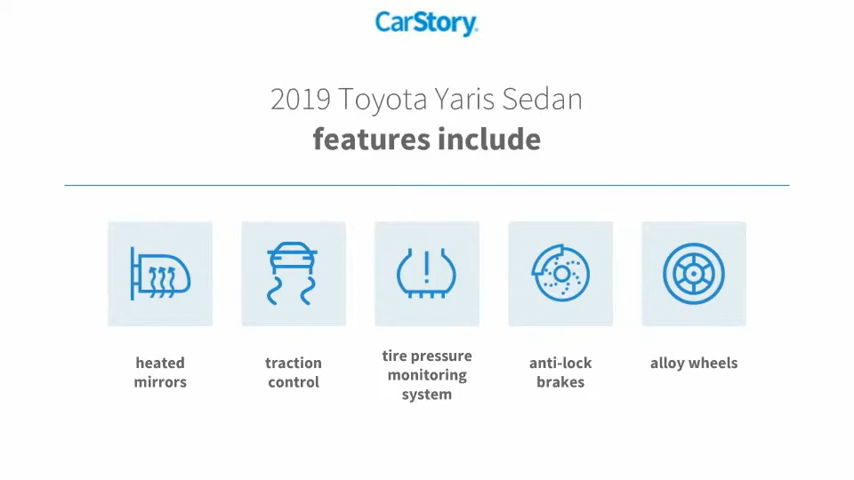 CarStory.
2019 Toyota Yaris Sedan
features include
heated
mirrors
traction
control
tire pressure
monitoring
system
anti-lock
brakes
alloy wheels